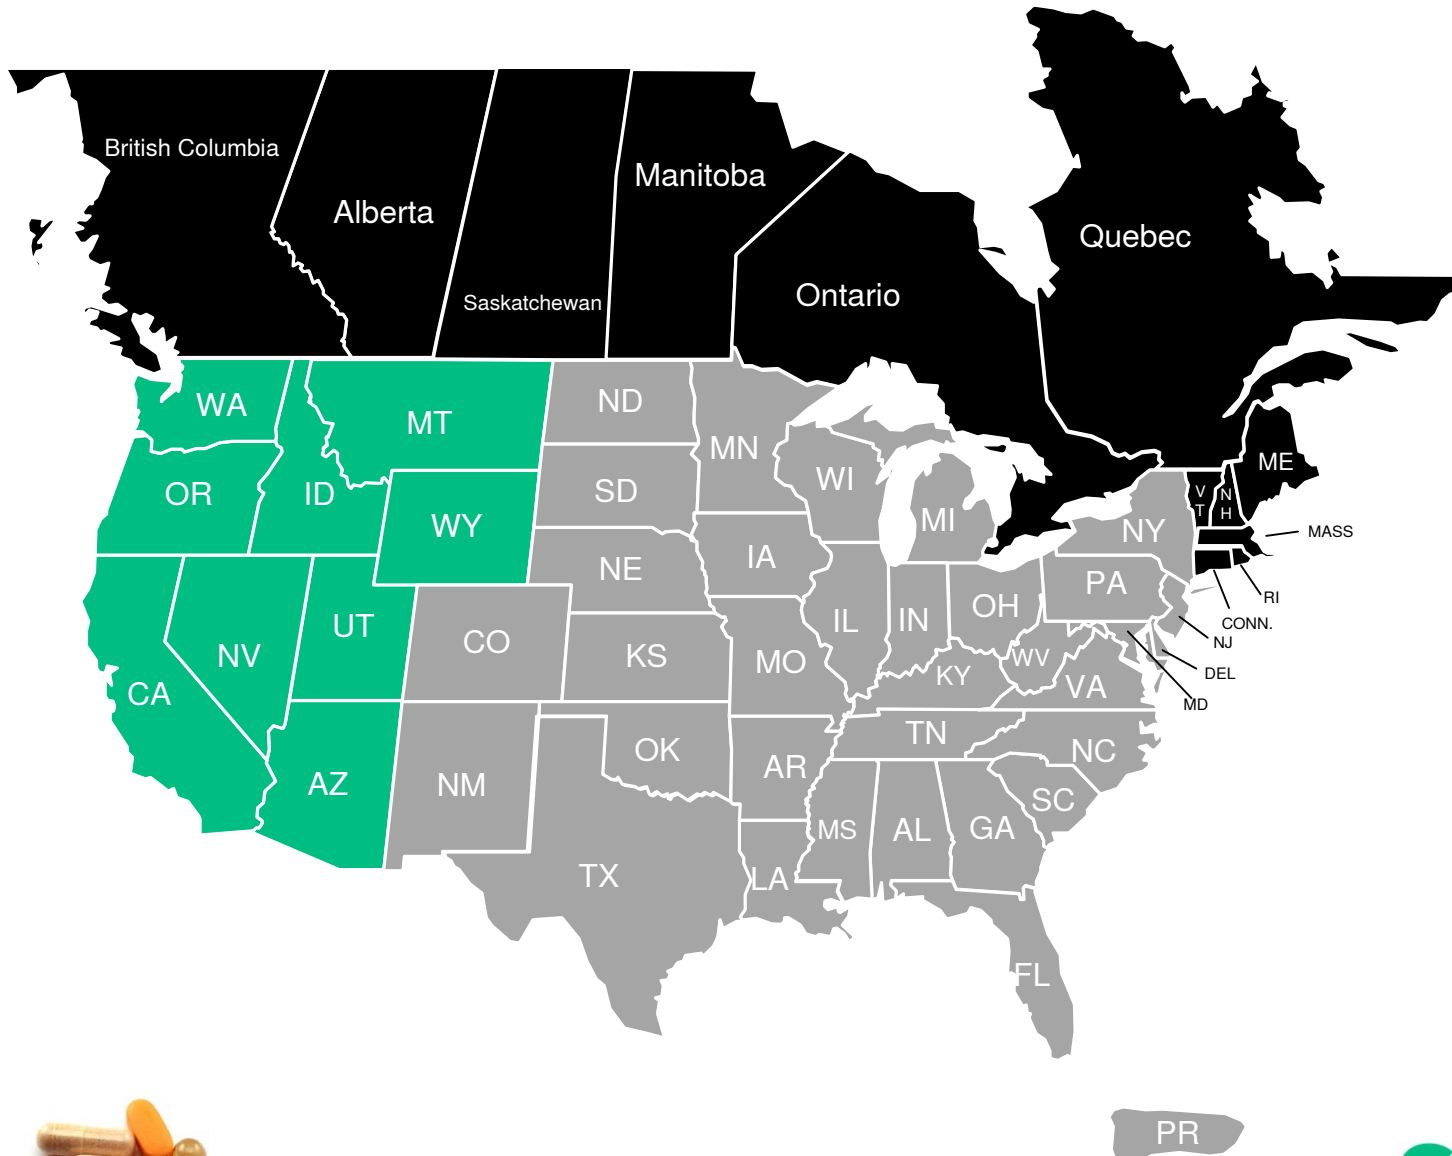 British Columbia
Alberta
Saskatchewan
Manitoba
Ontario
Quebec
WA
MT
ND
MN
OR
ID
WY
SD
WI
MI
NY
V
T
N
H
ME
MASS
RI
CONN.
NJ
DEL
MD
CA
NV
UT
CO
NE
IA
IL
IN
OH
PA
KS
MO
KY
WV
VA
AZ
NM
OK
AR
TN
NC
SC
TX
LA
MS
AL
GA
FL
PR